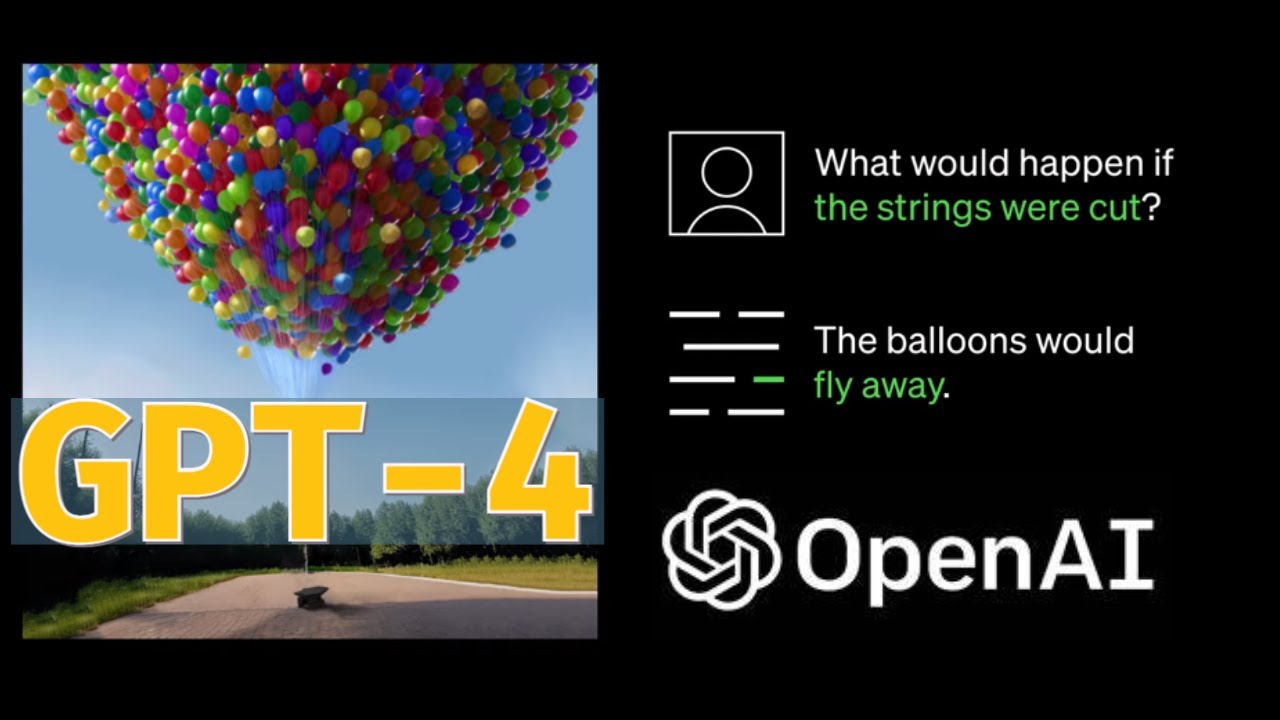 GPT-4
What would happen if
the strings were cut?
The balloons would
fly away.
OpenAI